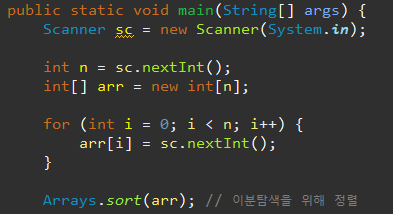 public static void main(String[] args) {
    Scanner sc = new Scanner(System.in);

    int n = sc.nextInt();
    int[] arr = new int[n];

    for (int i = 0; i < n; i++) {
        arr[i] = sc.nextInt();
    }

    Arrays.sort(arr); // 이분탐색을 위해 정렬